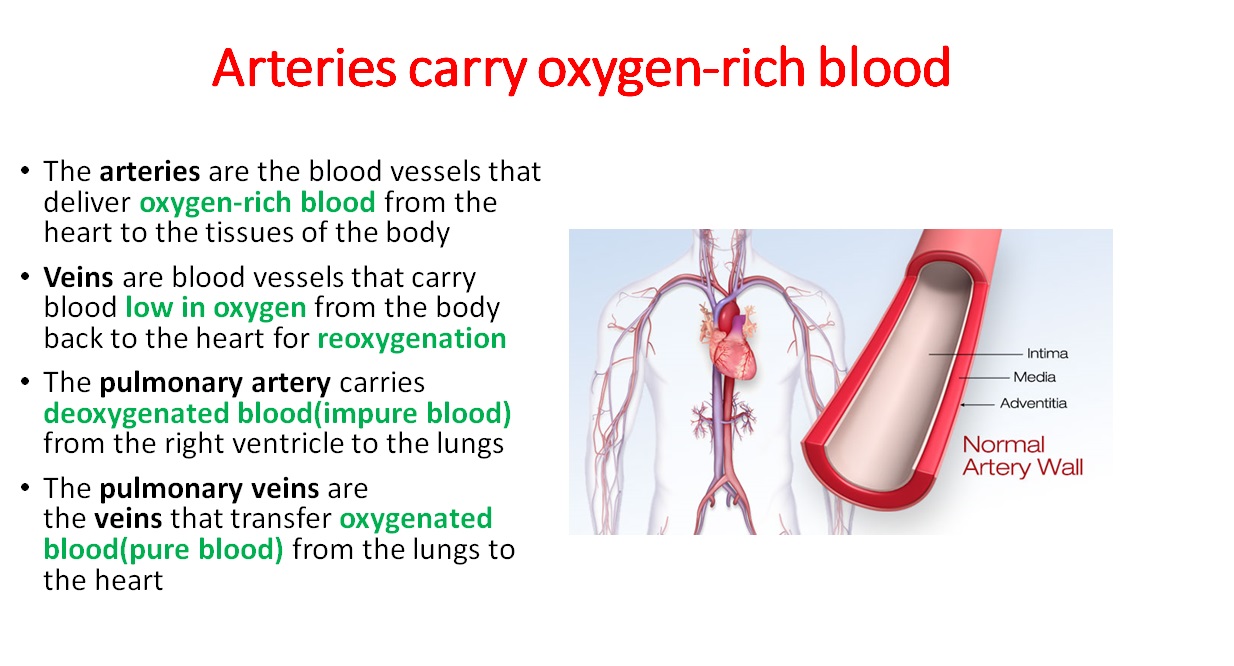 Arteries carry oxygen-rich blood
• The arteries are the blood vessels that
deliver oxygen-rich blood from the
heart to the tissues of the body
• Veins are blood vessels that carry
blood low in oxygen from the body
back to the heart for reoxygenation
• The pulmonary artery carries
deoxygenated blood(impure blood)
from the right ventricle to the lungs
• The pulmonary veins are
the veins that transfer oxygenated
blood(pure blood) from the lungs to
the heart
Intima
Media
Adventitia
Normal
Artery Wall